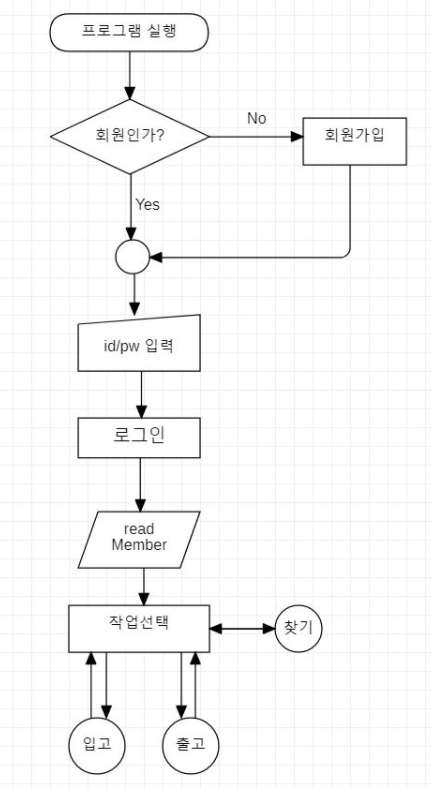 프로그램 실행
회원인가?
No
회원가입
Yes
id/pw 입력
로그인
read
Member
작업선택
찾기
입고
출고